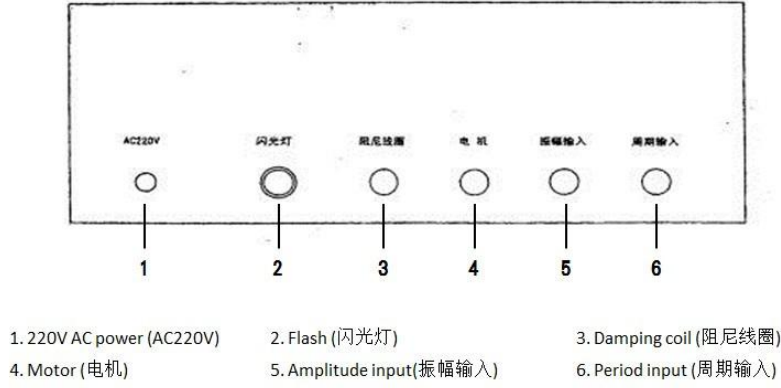 AC220V 闪光灯 阻尼线圈 电机 振幅输入 周期输入
1 2 3 4 5 6
1. 220V AC power (AC220V) 2. Flash (闪光灯) 3. Damping coil (阻尼线圈)
4. Motor (电机) 5. Amplitude input(振幅输入) 6. Period input (周期输入)